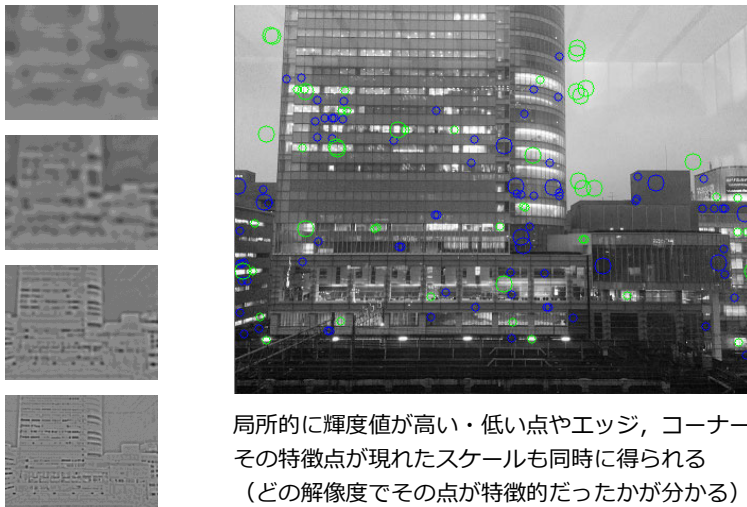 局所的に輝度値が高い・低い点やエッジ，コーナー
その特徴点が現れたスケールも同時に得られる
（どの解像度でその点が特徴的だったかが分かる）